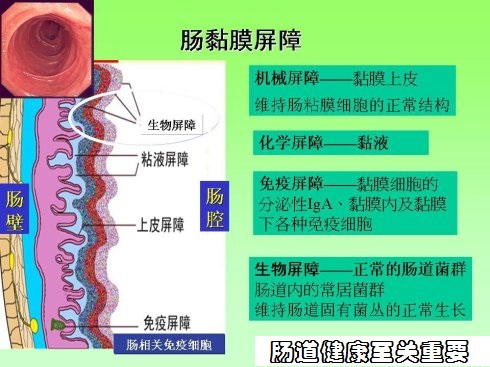 肠黏膜屏障
生物屏障
粘液屏障
肠壁
肠腔
上皮屏障
免疫屏障
肠相关免疫细胞
机械屏障——黏膜上皮
维持肠粘膜细胞的正常结构
化学屏障——黏液
免疫屏障——黏膜细胞的
分泌性IgA、黏膜内及黏膜
下各种免疫细胞
生物屏障——正常的肠道菌群
肠道内的常居菌群
维持肠道固有菌丛的正常生长
肠道健康至关重要